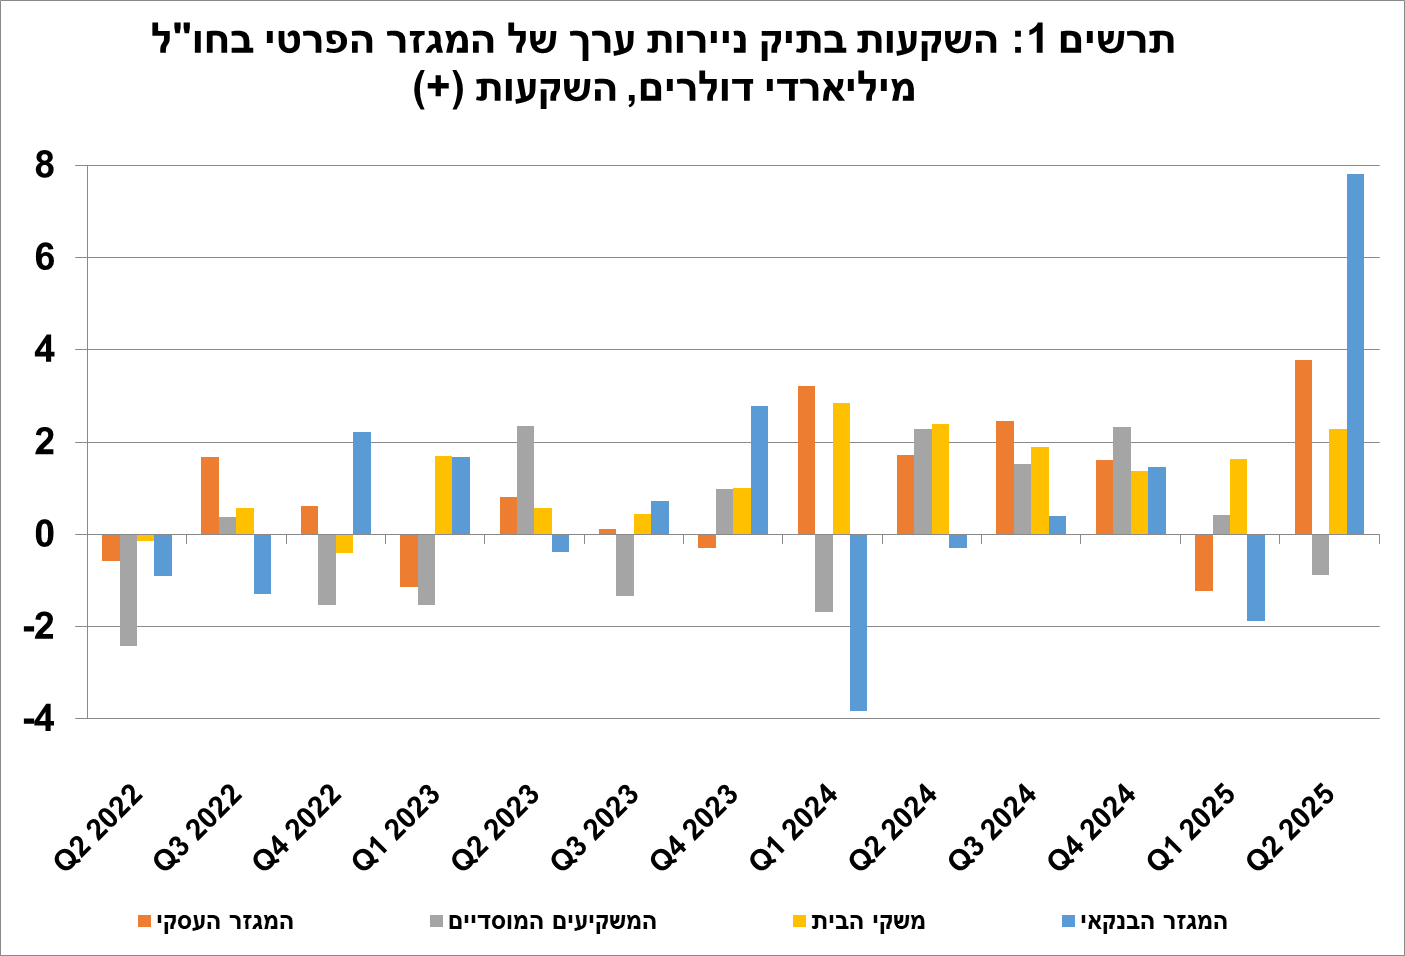 תרשים 1: השקעות בתיק ניירות ערך של המגזר הפרטי בחו"ל
מיליארדי דולרים, השקעות (+)
8
6
4
2
0
-2
-4
Q2 2022
Q3 2022
Q4 2022
Q1 2023
Q2 2023
Q3 2023
Q4 2023
Q1 2024
Q2 2024
Q3 2024
Q4 2024
Q1 2025
Q2 2025
המגזר העסקי
המשקיעים המוסדיים
משקי הבית
המגזר הבנקאי